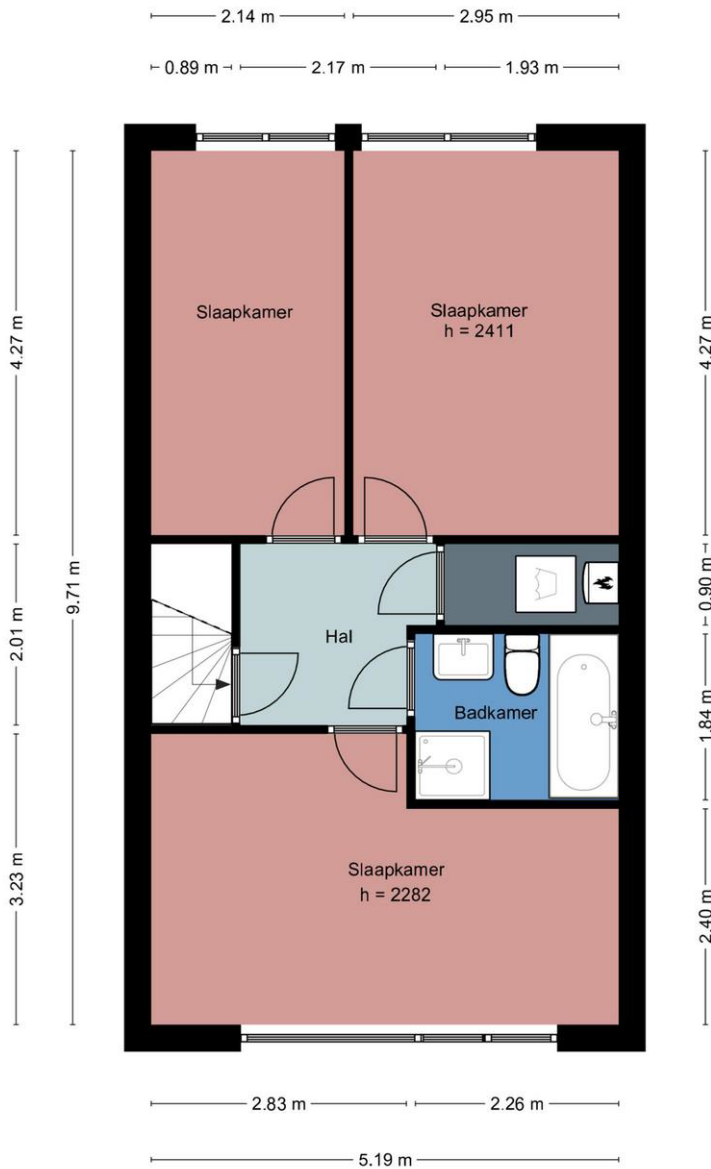 2.14 m
2.95 m
0.89 m
2.17 m
1.93 m
4.27 m
9.71 m
2.01 m
3.23 m
Slaapkamer
Slaapkamer
h = 2411
Hal
Badkamer
Slaapkamer
h = 2282
4.27 m
0.90 m
1.84 m
2.40 m
2.83 m
2.26 m
5.19 m